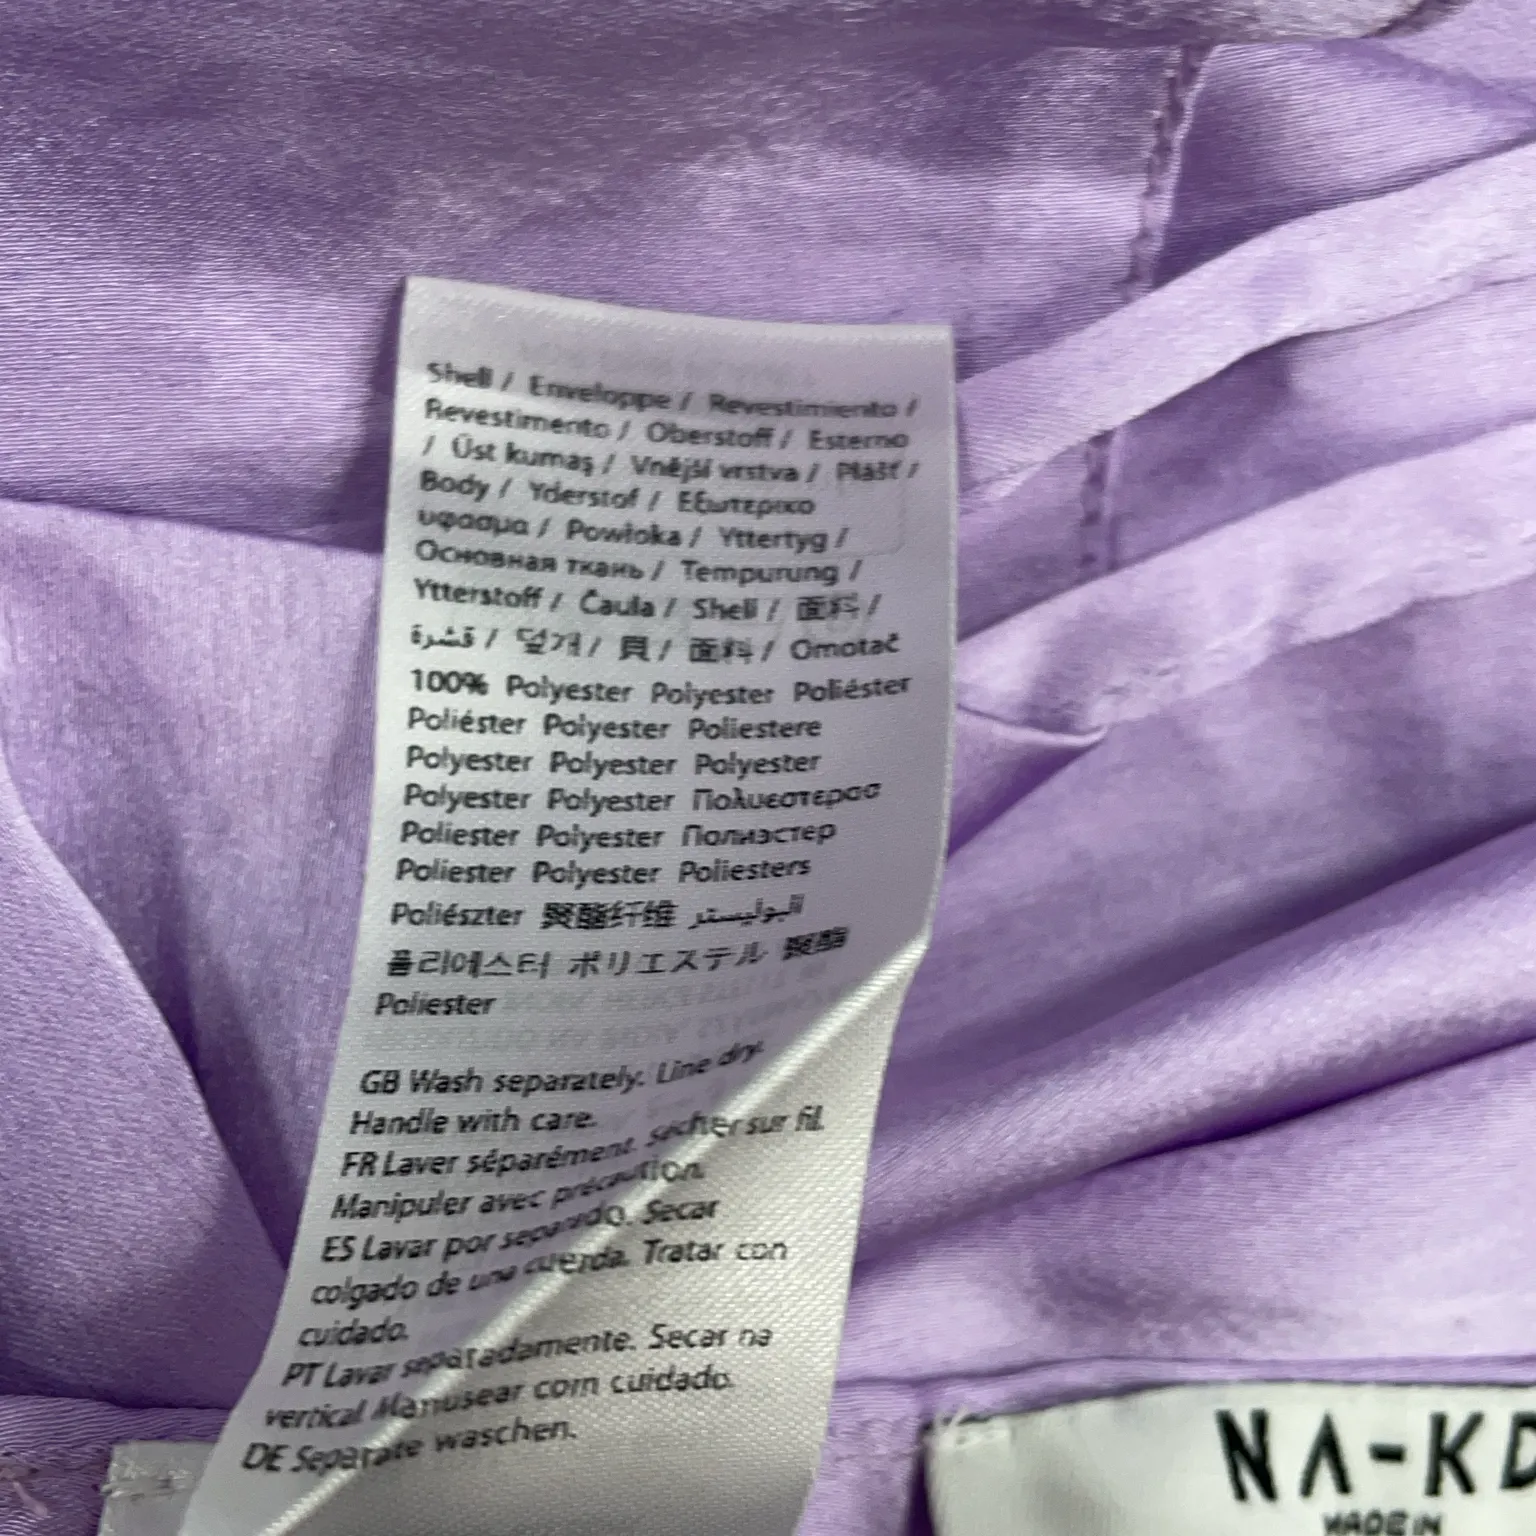 Shell / Enveloppe / Revestimiento /
Revestimento / Oberstoff / Esterno
/ Üst kumaş / Vnější vrstva / Plášť /
Body / Yderstof / Εξωτερικο
υφασμα / Powłoka / Yttertyg /
Основная ткань / Tempurung /
Ytterstoff / Čaula / Shell / 面料 /
قشرة / 덮개 / 貝 / 面料 / Omotač
100% Polyester Polyester Poliéster
Poliéster Polyester Poliestere
Polyester Polyester Polyester
Polyester Polyester Πολυεστερασ
Poliester Polyester Полиэстер
Poliester Polyester Poliesters
Poliészter 聚酯纤维 البوليستر
폴리에스터 ポリエステル 聚酯
Poliester
GB Wash separately. Line dry.
Handle with care.
FR Laver séparément. Sécher sur fil.
Manipuler avec précaution.
ES Lavar por separado. Secar
colgado de una cuerda. Tratar con
cuidado.
PT Lavar separadamente. Secar na
vertical. Manusear com cuidado.
DE Separate waschen.
NA-KD
MADE IN